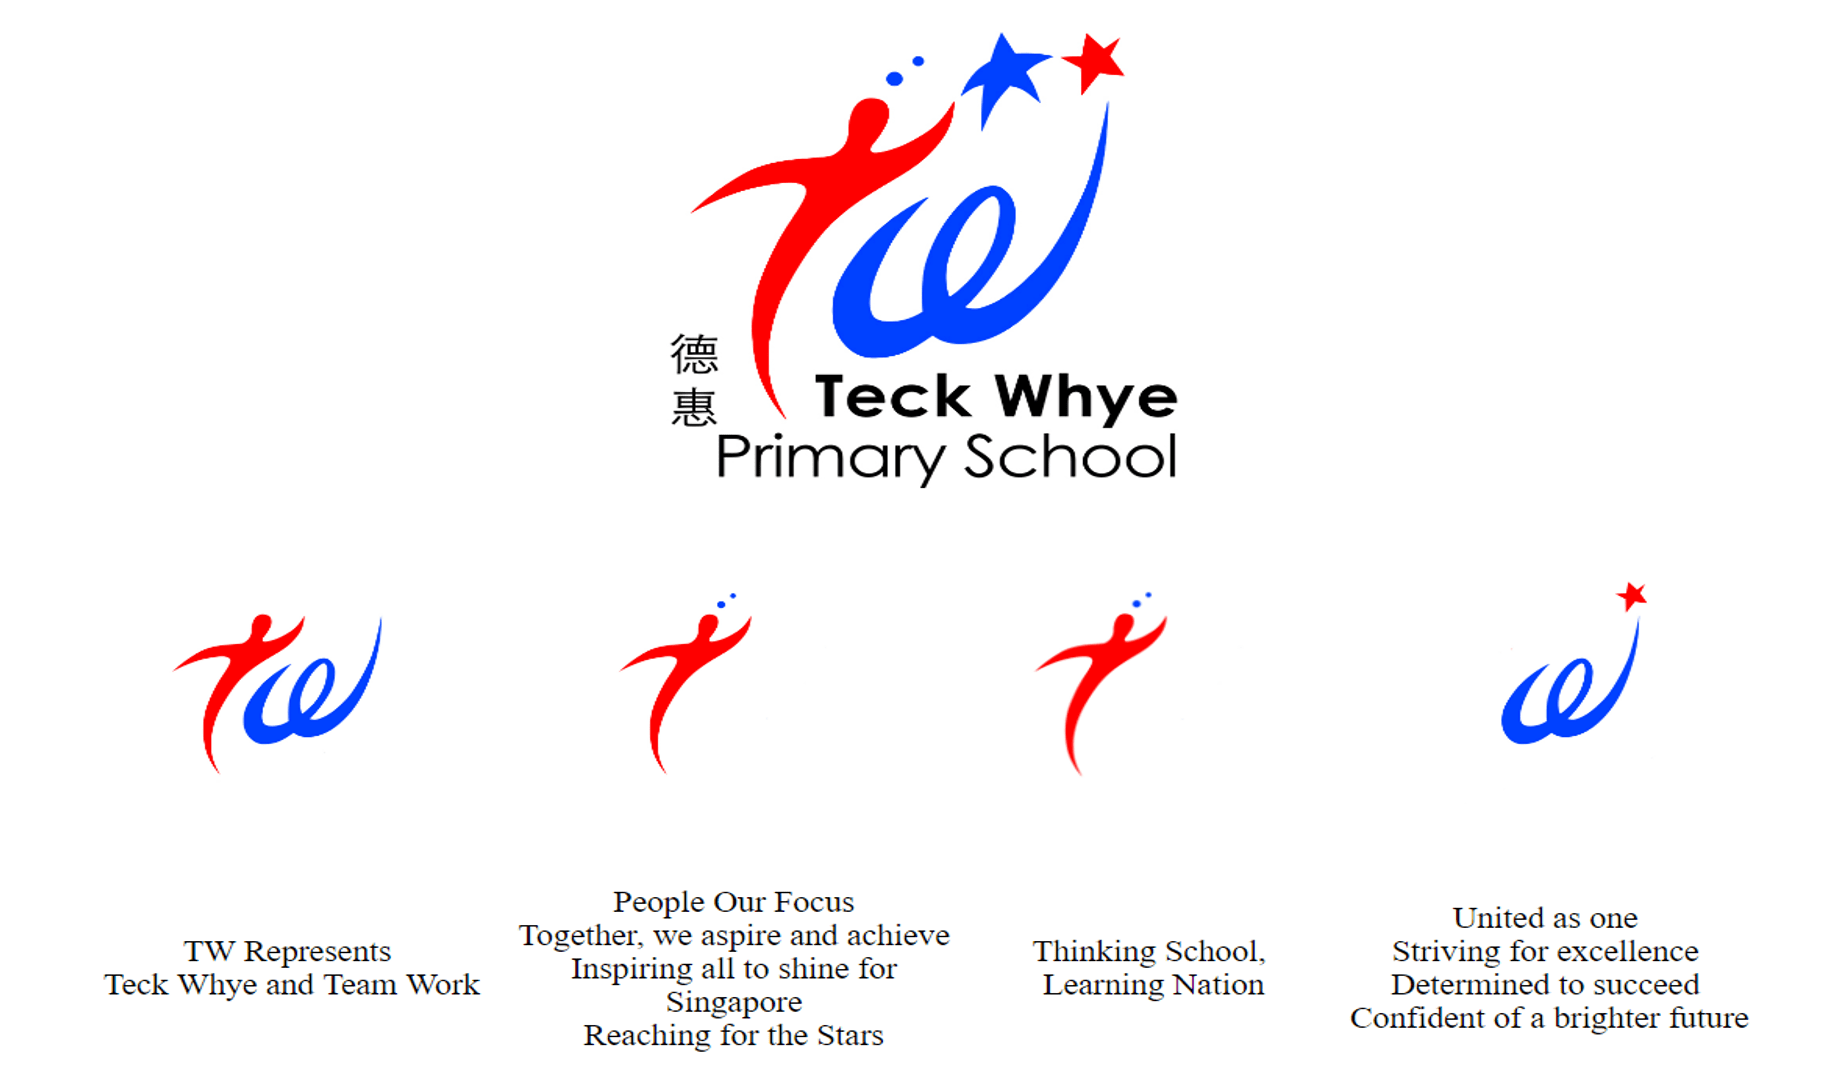 德
惠
Teck Whye
Primary School
TW Represents
Teck Whye and Team Work
People Our Focus
Together, we aspire and achieve
Inspiring all to shine for
Singapore
Reaching for the Stars
Thinking School,
Learning Nation
United as one
Striving for excellence
Determined to succeed
Confident of a brighter future